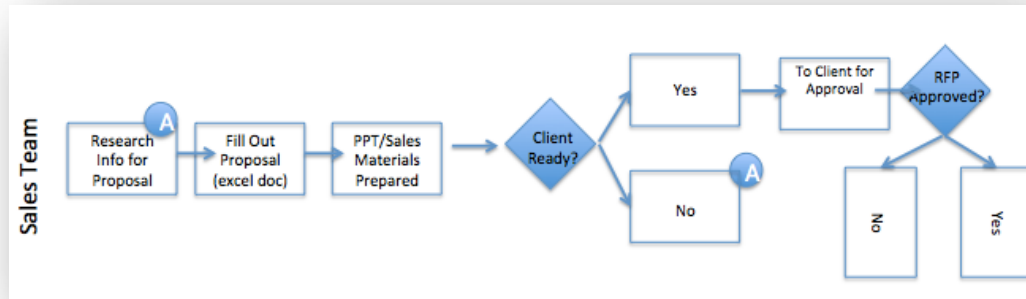 Sales Team
A
Research
Info for
Proposal
Fill Out
Proposal
(excel doc)
PPT/Sales
Materials
Prepared
Client
Ready?
Yes
A
No
To Client for
Approval
RFP
Approved?
No
Yes